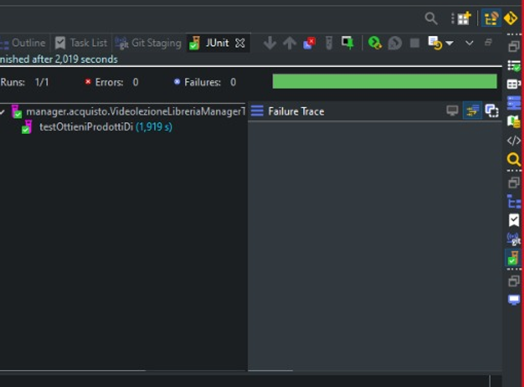 Outline Task List Git Staging JUnit
nished after 2,019 seconds
Runs: 1/1 Errors: 0 Failures: 0
manager.acquisto.VideolezioneLibreriaManagerT
Failure Trace
testOttieniProdottiDi (1,919 s)